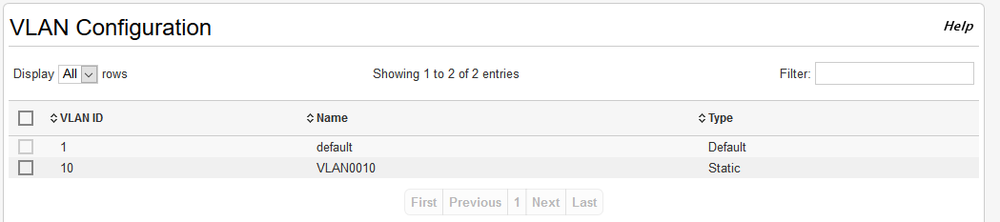 VLAN Configuration
Help
Display All rows
Showing 1 to 2 of 2 entries
Filter:
VLAN ID Name Type
1 default Default
10 VLAN0010 Static
First Previous 1 Next Last